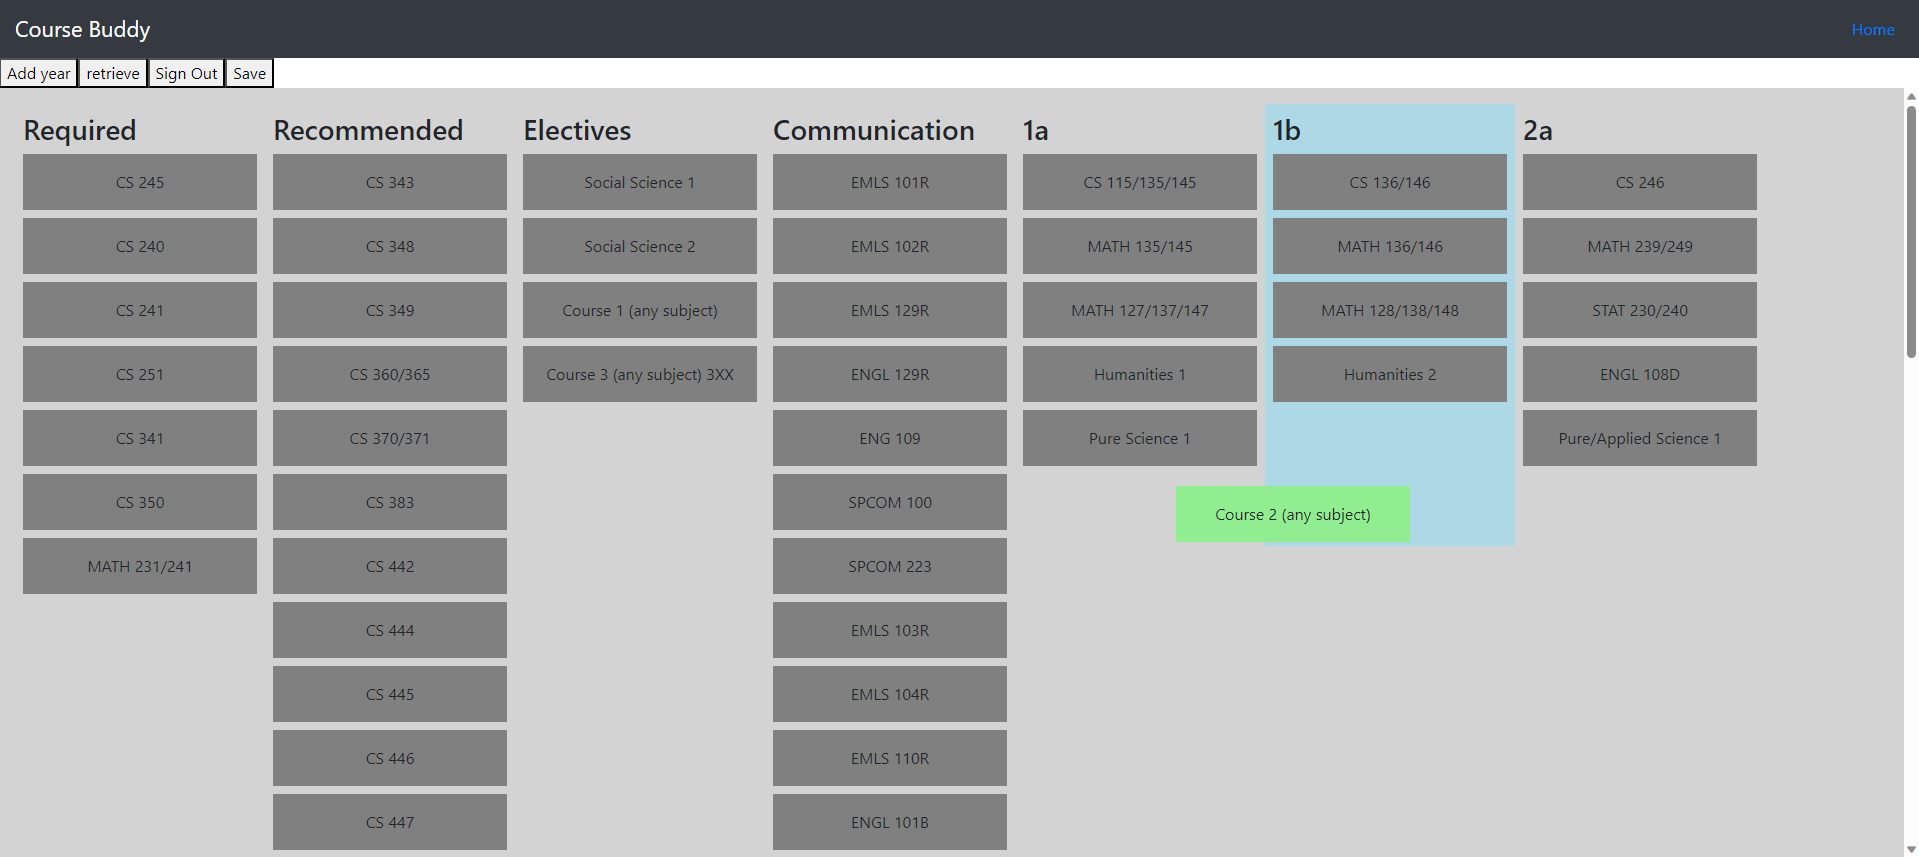 Course Buddy
Home
Add year
retrieve
Sign Out
Save
Required
CS 245
CS 240
CS 241
CS 251
CS 341
CS 350
MATH 231/241
Recommended
CS 343
CS 348
CS 349
CS 360/365
CS 370/371
CS 383
CS 442
CS 444
CS 445
CS 446
CS 447
Electives
Social Science 1
Social Science 2
Course 1 (any subject)
Course 3 (any subject) 3XX
Communication
EMLS 101R
EMLS 102R
EMLS 129R
ENGL 129R
ENG 109
SPCOM 100
SPCOM 223
EMLS 103R
EMLS 104R
EMLS 110R
ENGL 101B
1a
CS 115/135/145
MATH 135/145
MATH 127/137/147
Humanities 1
Pure Science 1
1b
CS 136/146
MATH 136/146
MATH 128/138/148
Humanities 2
Course 2 (any subject)
2a
CS 246
MATH 239/249
STAT 230/240
ENGL 108D
Pure/Applied Science 1